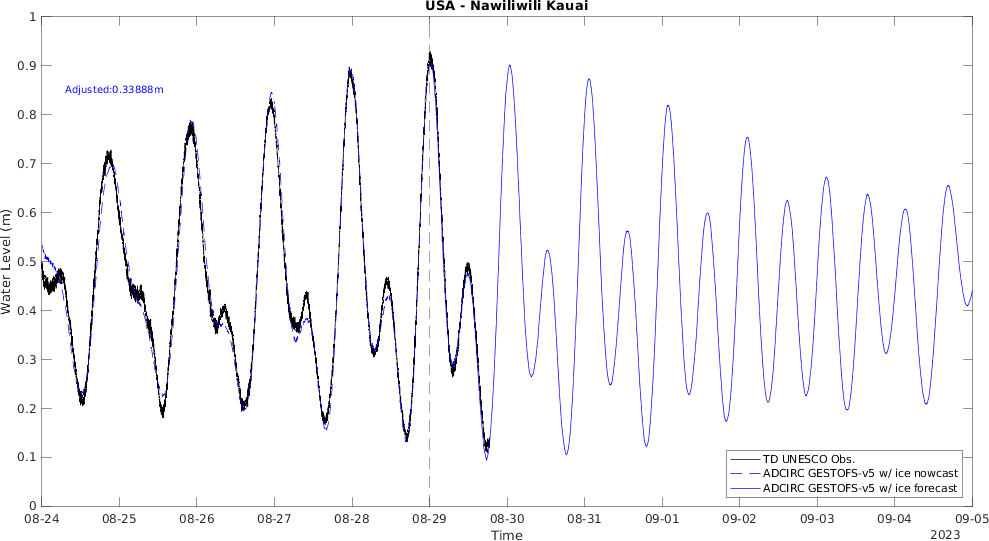 USA - Nawiliwili Kauai
1
0.9
Adjusted:0.33888m
0.8
0.7
0.6
0.5
Water Level (m)
0.4
0.3
0.2
0.1
0
TD UNESCO Obs.
ADCIRC GESTOFS-v5 w/ ice nowcast
ADCIRC GESTOFS-v5 w/ ice forecast
08-24 08-25 08-26 08-27 08-28 08-29 08-30 08-31 09-01 09-02 09-03 09-04 09-05
Time
2023